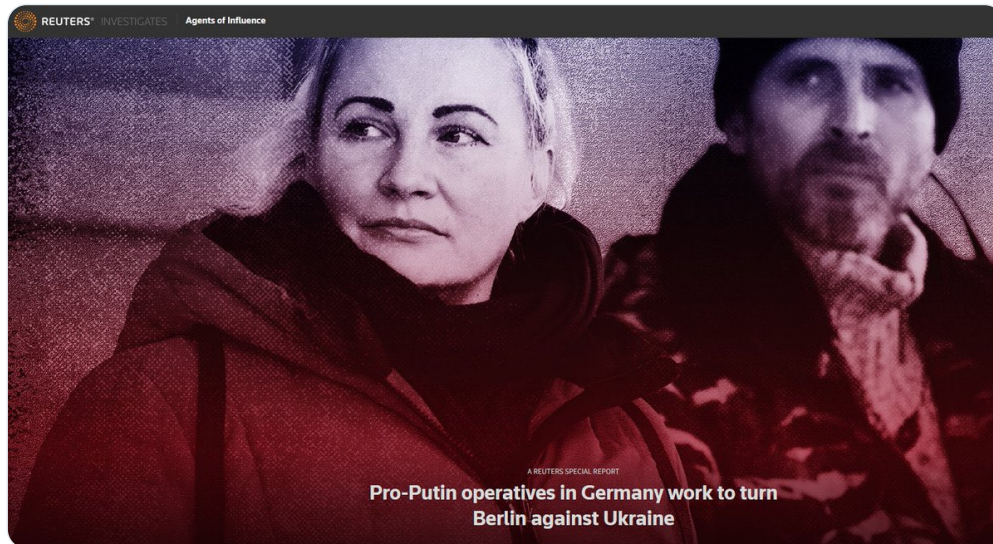 REUTERS® INVESTIGATES Agents of Influence
A REUTERS SPECIAL REPORT
Pro-Putin operatives in Germany work to turn
Berlin against Ukraine